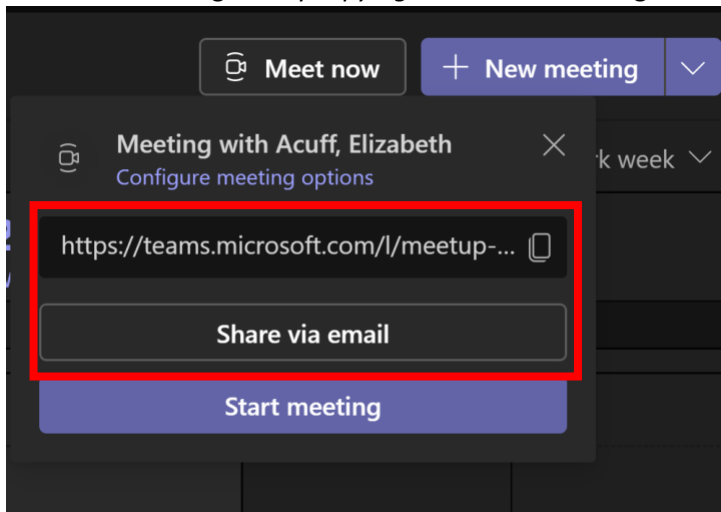 Meet now
New meeting
Meeting with Acuff, Elizabeth
Configure meeting options
rk week
https://teams.microsoft.com/l/meetup-...
Share via email
Start meeting